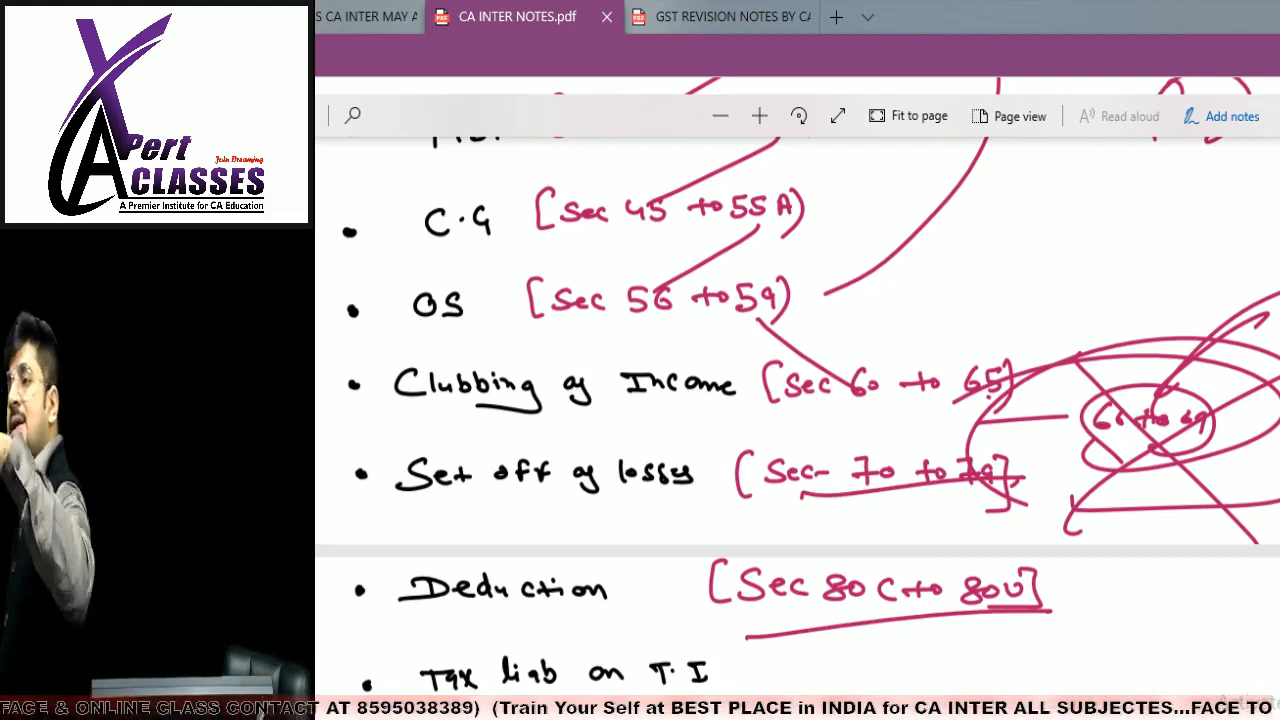 S CA INTER MAY A
CA INTER NOTES.pdf
GST REVISION NOTES BY CA
Fit to page
Page view
Read aloud
Add notes
XPert
Join Dreaming
CA CLASSES
A Premier Institute for CA Education
• C.G [Sec 45 to 55A)
• OS [Sec 56 to 59)
• Clubbing of Income [Sec 60 to 65]
66 to 69
• Set off of losses [Sec- 70 to 79]
• Deduction [Sec 80C to 80U]
• Tax liab on T.I
FACE & ONLINE CLASS CONTACT AT 8595038389) (Train Your Self at BEST PLACE in INDIA for CA INTER ALL SUBJECTES...FACE TO